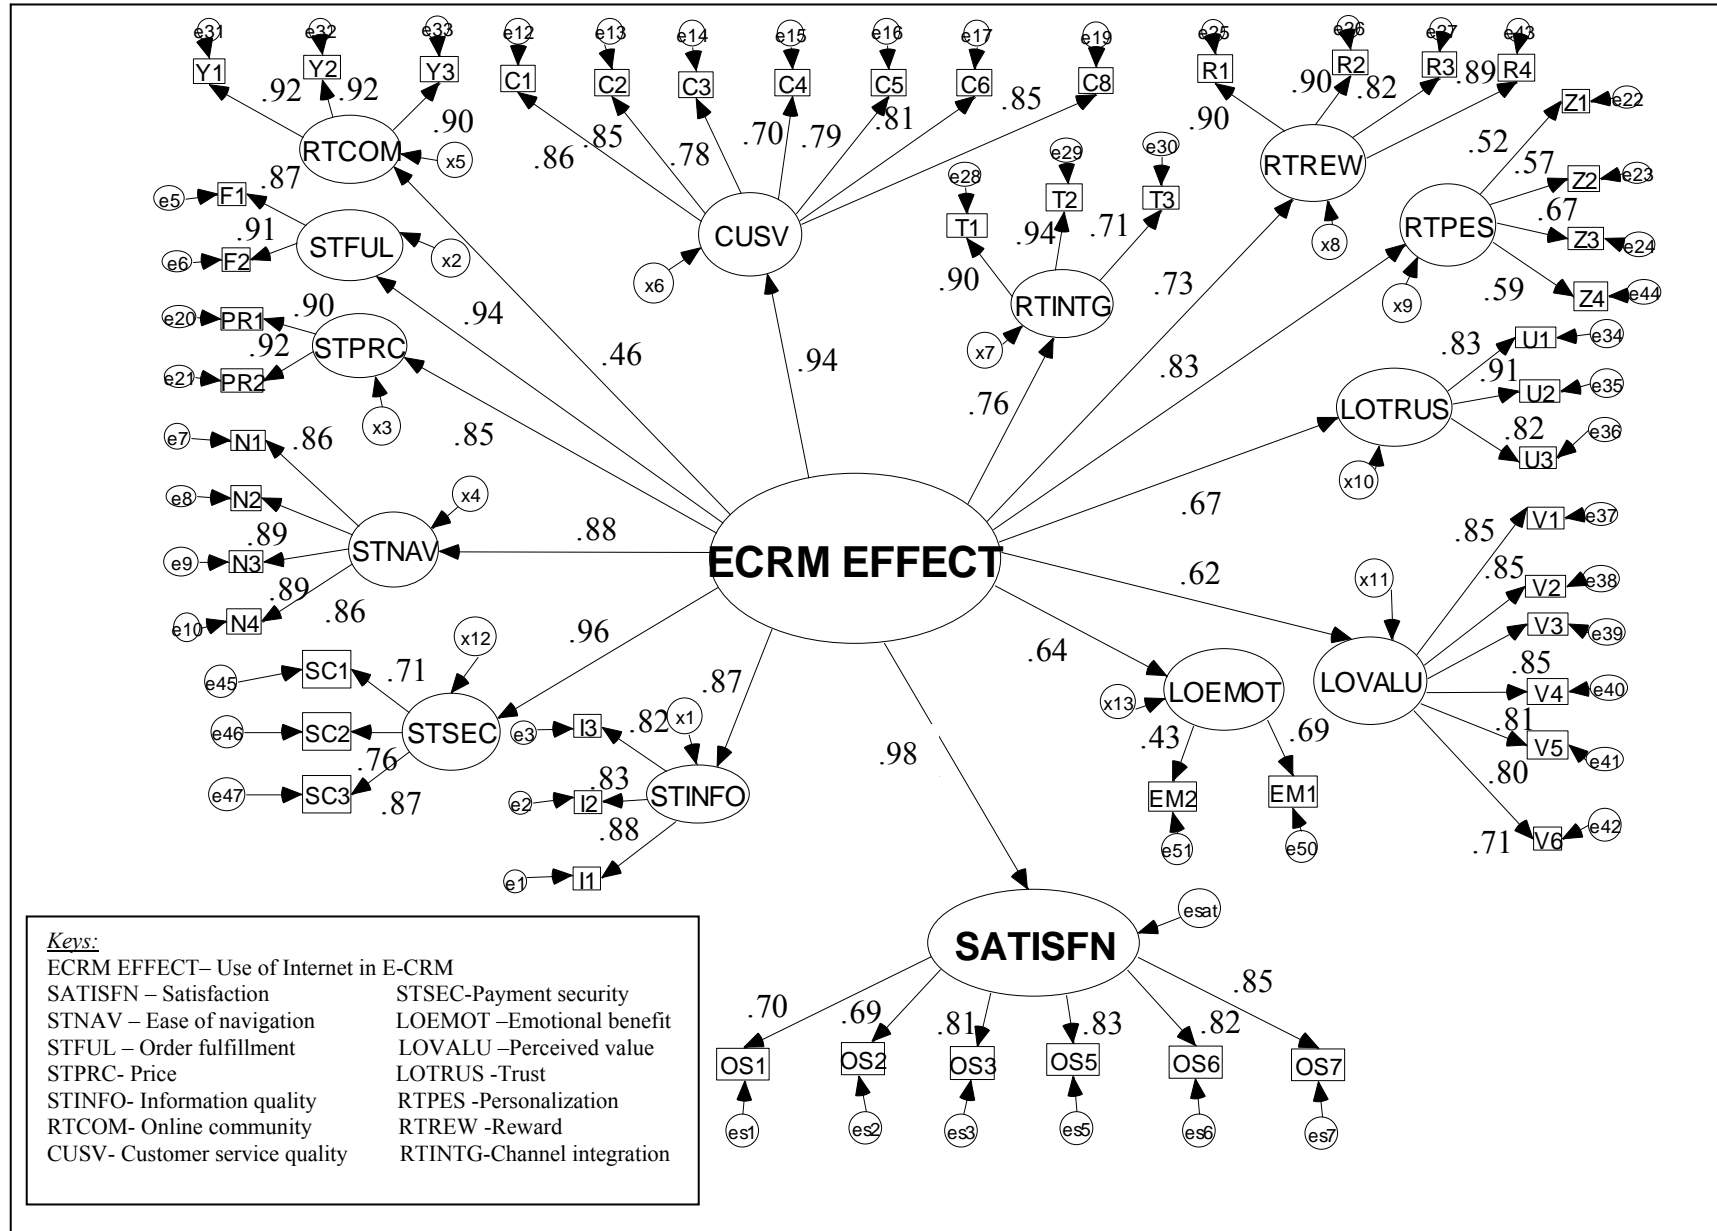 e31 e32 e33 e12 e13 e14 e15 e16 e17 e19 e25 e26 e27 e43
Y1 Y2 Y3 C1 C2 C3 C4 C5 C6 C8 R1 R2 R3 R4
.92 .92 .90 .86 .85 .78 .70 .79 .81 .85 .90 .90 .82 .89
RTCOM x5
CUSV x6
RTREW x8
e28 e29 e30
T1 T2 T3
.90 .94 .71
RTINTG x7
Z1 e22
.52
.57
Z2 e23
.67
Z3 e24
.59
Z4 e44
RTPES x9
.87
e5 F1
.91
e6 F2
STFUL x2
.90
e20 PR1
.92
e21 PR2
STPRC x3
.94 .46 .94 .76 .73 .83
.85
U1 e34
.83
.91
U2 e35
.82
U3 e36
LOTRUS x10
e7 N1 .86
e8 N2
.89
e9 N3
.89
e10 N4 .86
STNAV x4
.88
ECRM EFFECT
.67
.62
V1 e37
.85
.85
V2 e38
V3 e39
.85
V4 e40
.81
V5 e41
.80
V6 e42
.71
LOVALU x11
.96
x12
e45 SC1 .71
e46 SC2
.76
e47 SC3 .87
STSEC
.87
x1
e3 I3 .82
.83
e2 I2
.88
e1 I1
STINFO
.64
LOEMOT x13
.43 .69
EM2 EM1
e51 e50
.98
SATISFN esat
.70 .69 .81 .83 .82 .85
OS1 OS2 OS3 OS5 OS6 OS7
es1 es2 es3 es5 es6 es7
Keys:
ECRM EFFECT– Use of Internet in E-CRM
SATISFN – Satisfaction STSEC-Payment security
STNAV – Ease of navigation LOEMOT –Emotional benefit
STFUL – Order fulfillment LOVALU –Perceived value
STPRC- Price LOTRUS -Trust
STINFO- Information quality RTPES -Personalization
RTCOM- Online community RTREW -Reward
CUSV- Customer service quality RTINTG-Channel integration